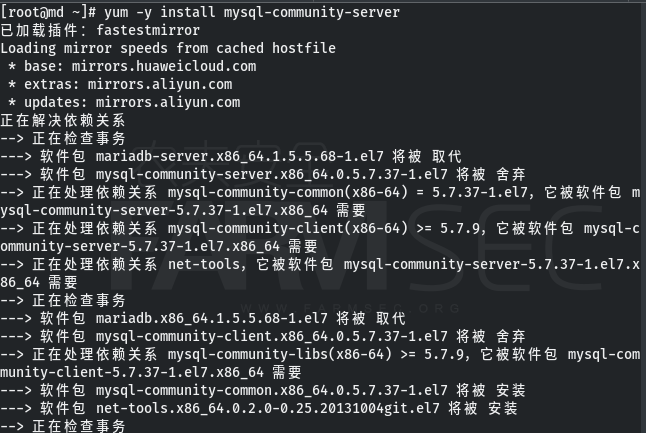 [root@md ~]# yum -y install mysql-community-server
已加载插件：fastestmirror
Loading mirror speeds from cached hostfile
 * base: mirrors.huaweicloud.com
 * extras: mirrors.aliyun.com
 * updates: mirrors.aliyun.com
正在解决依赖关系
--> 正在检查事务
---> 软件包 mariadb-server.x86_64.1.5.5.68-1.el7 将被 取代
---> 软件包 mysql-community-server.x86_64.0.5.7.37-1.el7 将被 舍弃
--> 正在处理依赖关系 mysql-community-common(x86-64) = 5.7.37-1.el7，它被软件包 m
ysql-community-server-5.7.37-1.el7.x86_64 需要
--> 正在处理依赖关系 mysql-community-client(x86-64) >= 5.7.9，它被软件包 mysql-c
ommunity-server-5.7.37-1.el7.x86_64 需要
--> 正在处理依赖关系 net-tools，它被软件包 mysql-community-server-5.7.37-1.el7.x
86_64 需要
--> 正在检查事务
---> 软件包 mariadb.x86_64.1.5.5.68-1.el7 将被 取代
---> 软件包 mysql-community-client.x86_64.0.5.7.37-1.el7 将被 舍弃
--> 正在处理依赖关系 mysql-community-libs(x86-64) >= 5.7.9，它被软件包 mysql-com
munity-client-5.7.37-1.el7.x86_64 需要
---> 软件包 mysql-community-common.x86_64.0.5.7.37-1.el7 将被 安装
---> 软件包 net-tools.x86_64.0.2.0-0.25.20131004git.el7 将被 安装
--> 正在检查事务
FARMSEC
WWW.FARMSEC.ORG